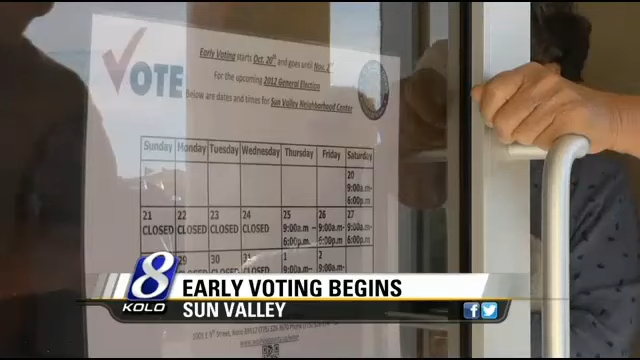 VOTE
Early Voting starts Oct. 20th and goes until Nov. 2nd
For the upcoming 2012 General Election
Below are dates and times for Sun Valley Neighborhood Center
Sunday Monday Tuesday Wednesday Thursday Friday Saturday
20
9:00a.m-
6:00p.m
21 22 23 24 25 26 27
CLOSED CLOSED CLOSED CLOSED 9:00a.m – 9:00a.m- 9:00a.m-
6:00p.m. 6:00p.m 6:00p.m
29 30 31 1 2
9:00a.m – 9:00a.m-
8 EARLY VOTING BEGINS
KOLO SUN VALLEY